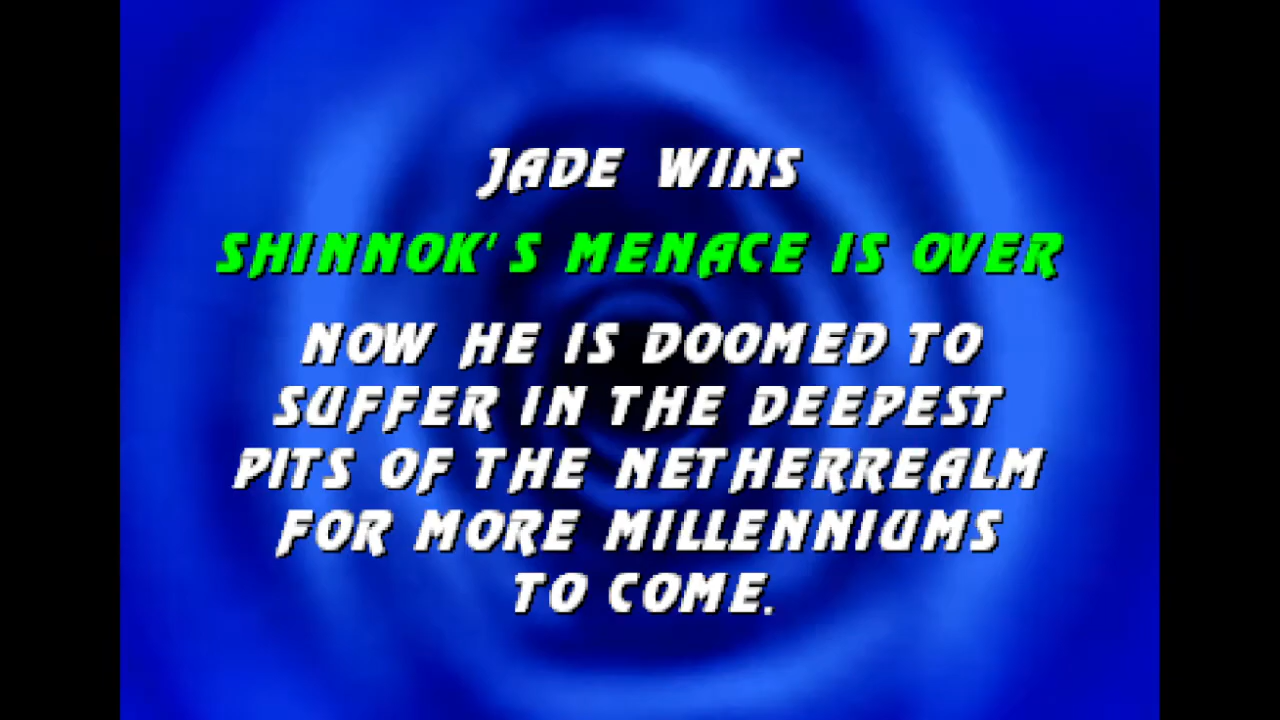 JADE WINS
SHINNOK'S MENACE IS OVER
NOW HE IS DOOMED TO
SUFFER IN THE DEEPEST
PITS OF THE NETHERREALM
FOR MORE MILLENNIUMS
TO COME.